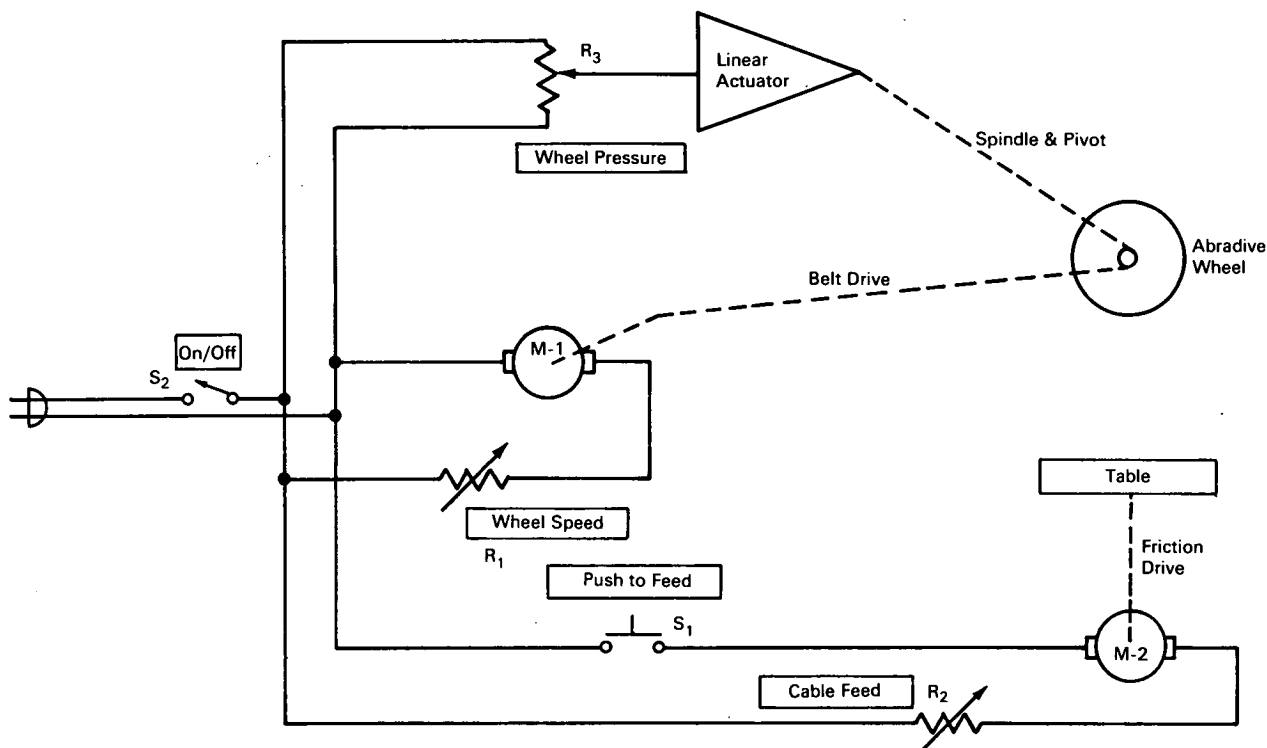 R3
Linear
Actuator
Wheel Pressure
Spindle & Pivot
Abradive
Wheel
Belt Drive
M-1
On/Off
S2
Wheel Speed
R1
Table
Friction
Drive
Push to Feed
S1
M-2
Cable Feed
R2